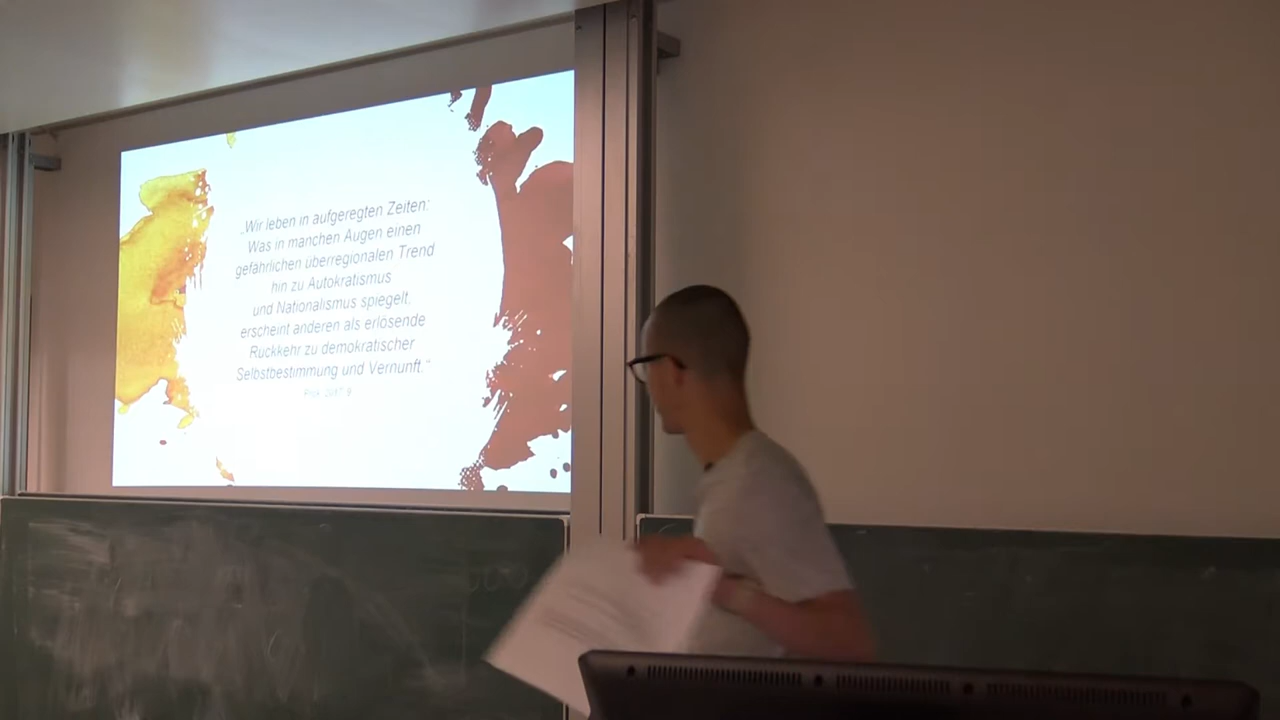 „Wir leben in aufgeregten Zeiten:
Was in manchen Augen einen
gefährlichen überregionalen Trend
hin zu Autokratismus
und Nationalismus spiegelt,
erscheint anderen als erlösende
Rückkehr zu demokratischer
Selbstbestimmung und Vernunft.“